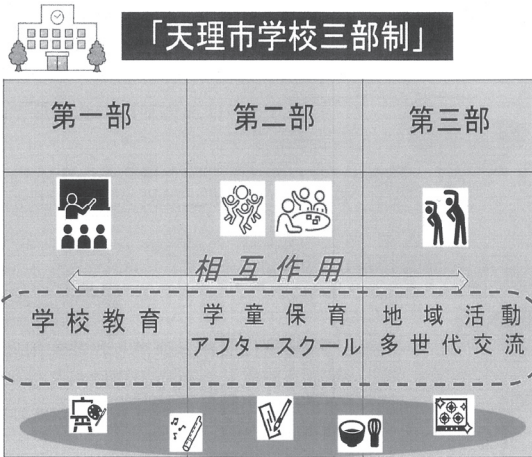 「天理市学校三部制」
第一部 第二部 第三部
相互作用
学校教育 学童保育 地域活動
アフタースクール 多世代交流